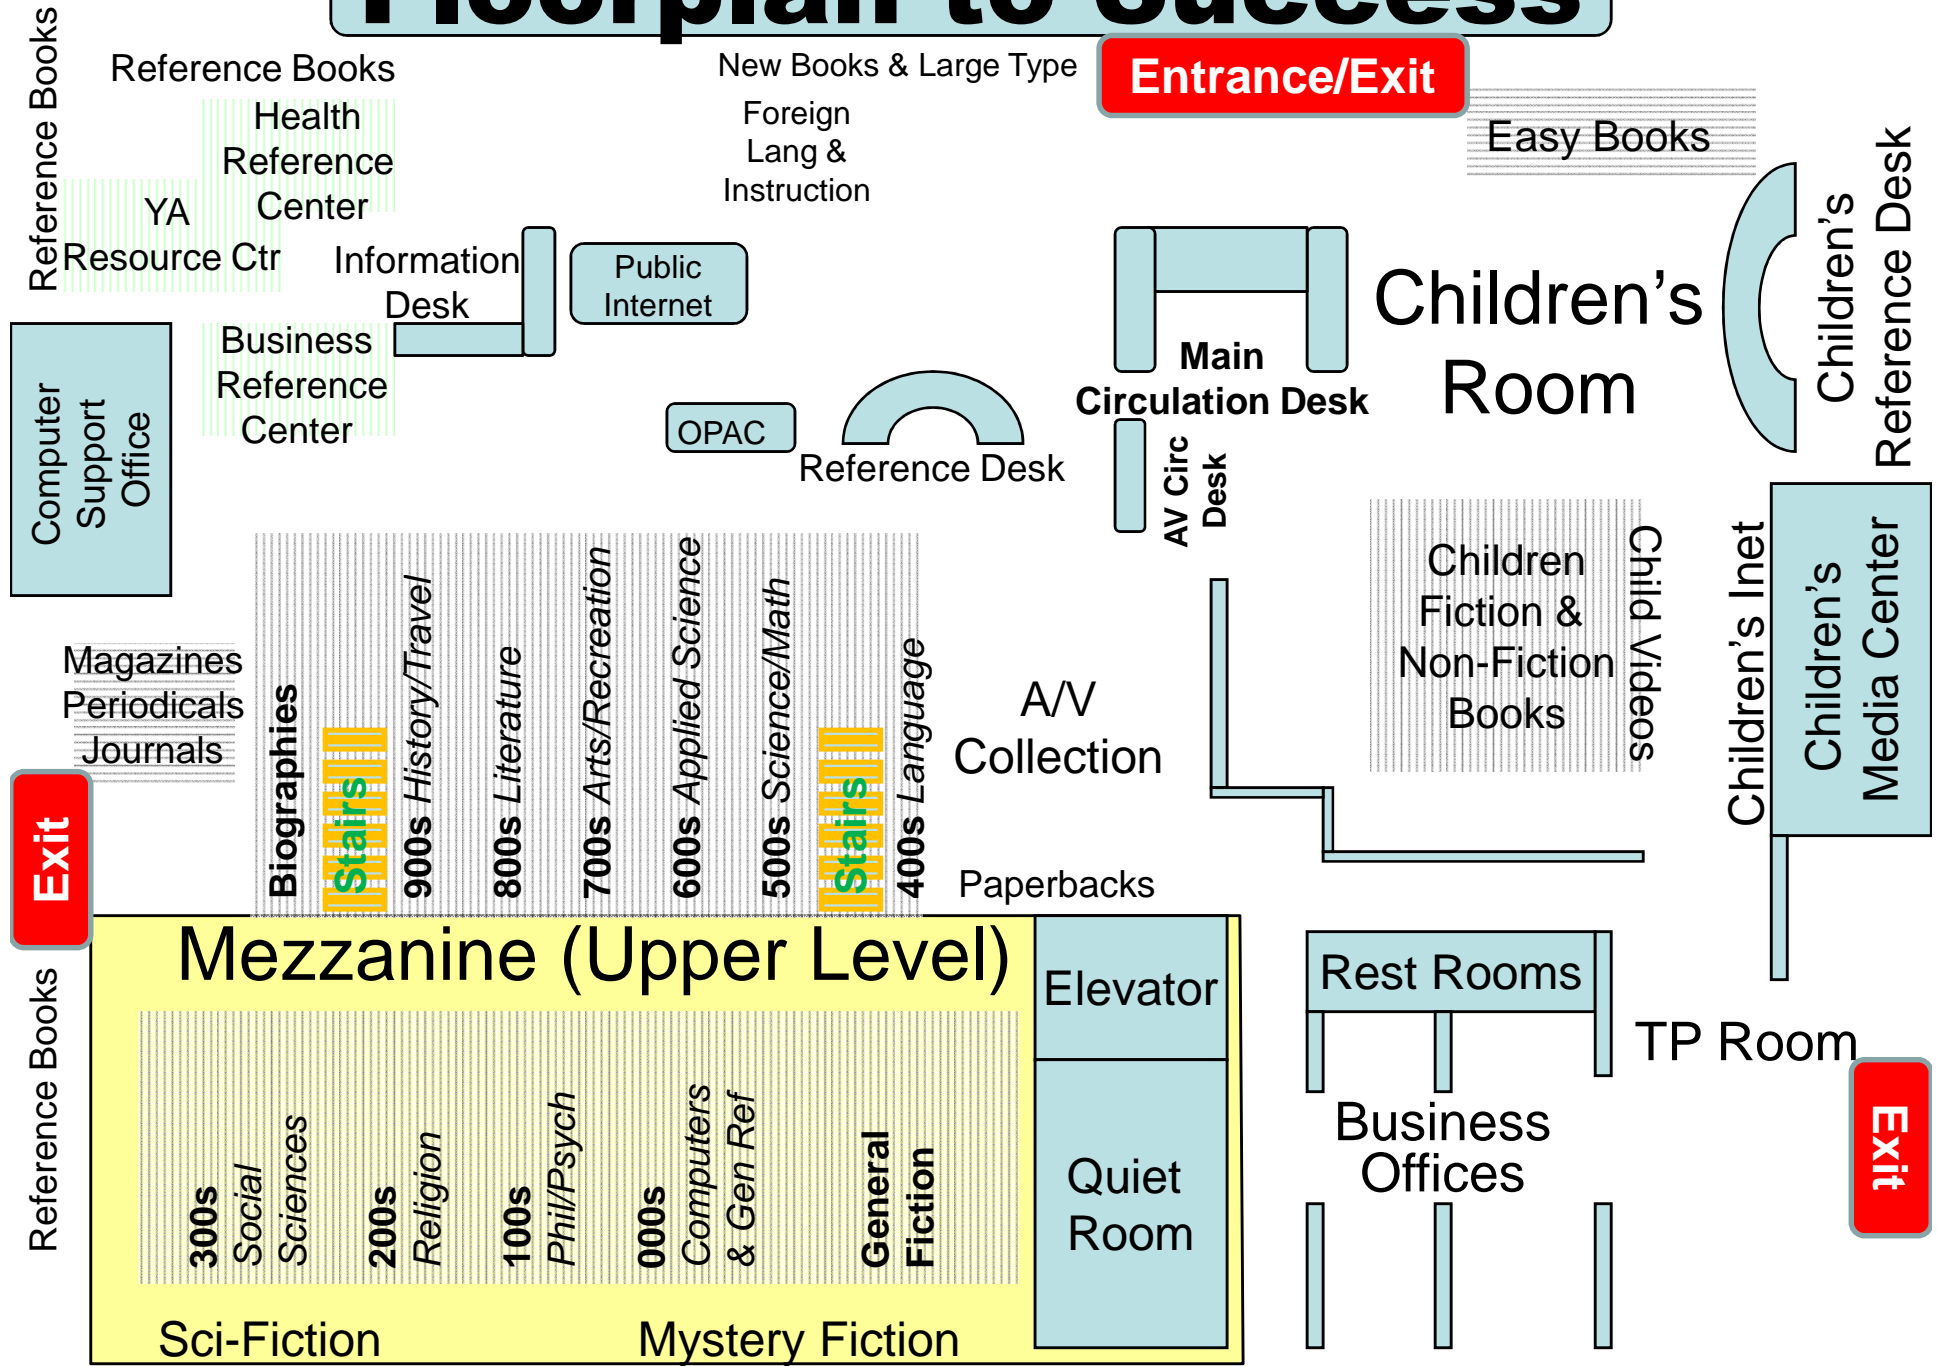 Floorplan to Success
Reference Books
Reference Books
New Books & Large Type
Entrance/Exit
Health
Reference
Center
Foreign
Lang &
Instruction
Easy Books
YA
Resource Ctr
Information
Desk
Public
Internet
Children's
Room
Children's
Reference Desk
Business
Reference
Center
Main
Circulation Desk
Computer
Support
Office
OPAC
Reference Desk
AV Circ
Desk
Children
Fiction &
Non-Fiction
Books
Child Videos
Children's Inet
Children's
Media Center
Magazines
Periodicals
Journals
Biographies
Stairs
900s History/Travel
800s Literature
700s Arts/Recreation
600s Applied Science
500s Science/Math
Stairs
400s Language
A/V
Collection
Exit
Paperbacks
Mezzanine (Upper Level)
Elevator
Rest Rooms
Reference Books
TP Room
300s
Social
Sciences
200s
Religion
100s
Phil/Psych
000s
Computers
& Gen Ref
General
Fiction
Quiet
Room
Business
Offices
Exit
Sci-Fiction
Mystery Fiction